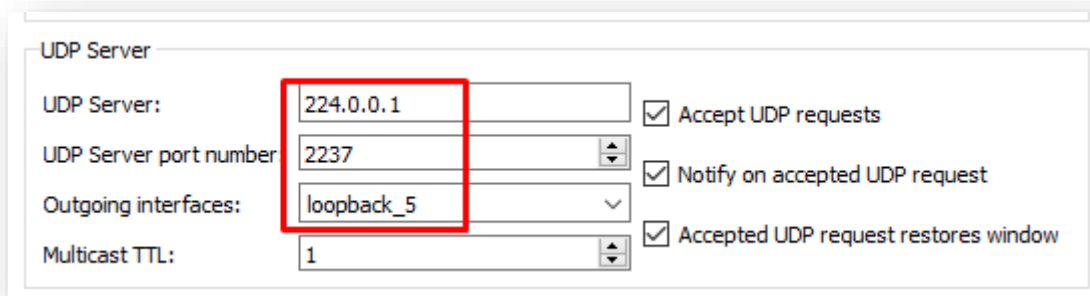 UDP Server
UDP Server: 224.0.0.1
Accept UDP requests
UDP Server port number: 2237
Notify on accepted UDP request
Outgoing interfaces: loopback_5
Accepted UDP request restores window
Multicast TTL: 1